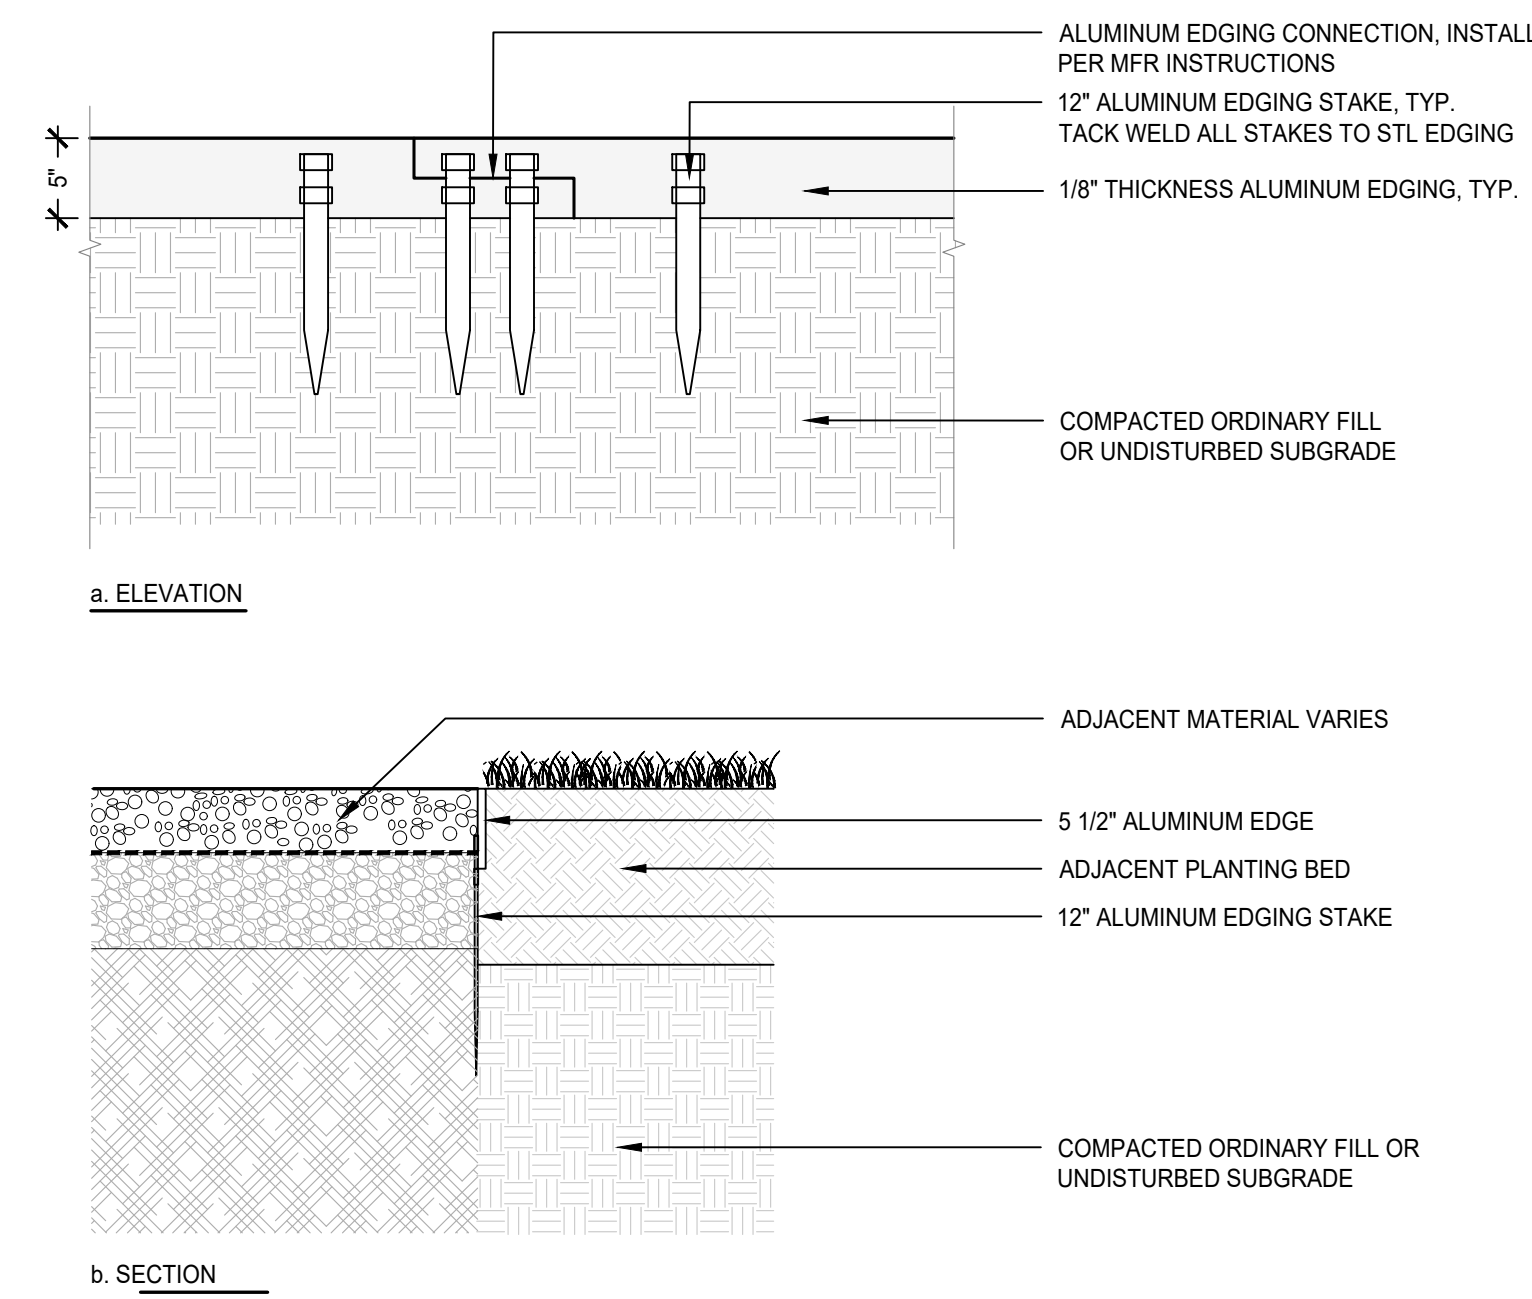 ALUMINUM EDGING CONNECTION, INSTALL
PER MFR INSTRUCTIONS
12" ALUMINUM EDGING STAKE, TYP.
TACK WELD ALL STAKES TO STL EDGING
5"
1/8" THICKNESS ALUMINUM EDGING, TYP.
COMPACTED ORDINARY FILL
OR UNDISTURBED SUBGRADE
a. ELEVATION
ADJACENT MATERIAL VARIES
5 1/2" ALUMINUM EDGE
ADJACENT PLANTING BED
12" ALUMINUM EDGING STAKE
COMPACTED ORDINARY FILL OR
UNDISTURBED SUBGRADE
b. SECTION